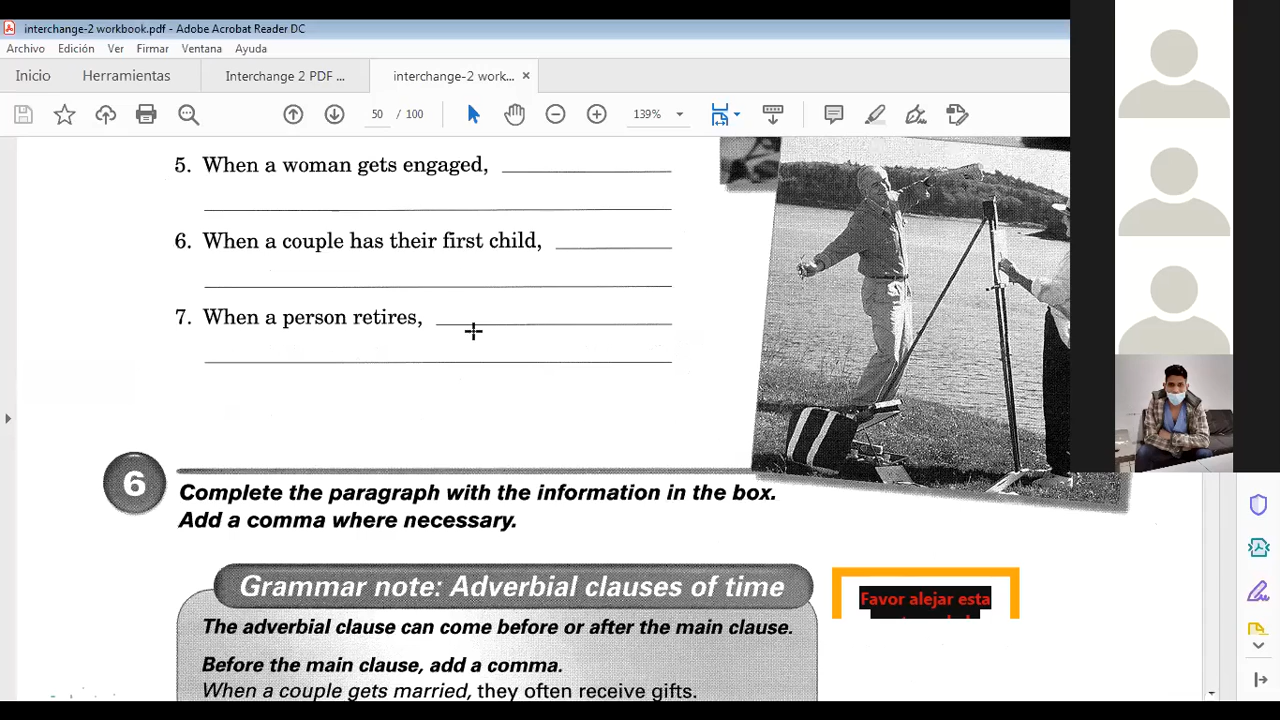 interchange-2 workbook.pdf - Adobe Acrobat Reader DC
Archivo Edición Ver Firmar Ventana Ayuda
Inicio Herramientas Interchange 2 PDF ... interchange-2 work... ×
50 / 100 139%
5. When a woman gets engaged,
6. When a couple has their first child,
7. When a person retires,
6 Complete the paragraph with the information in the box.
Add a comma where necessary.
Grammar note: Adverbial clauses of time
Favor alejar esta
The adverbial clause can come before or after the main clause.
Before the main clause, add a comma.
When a couple gets married, they often receive gifts.